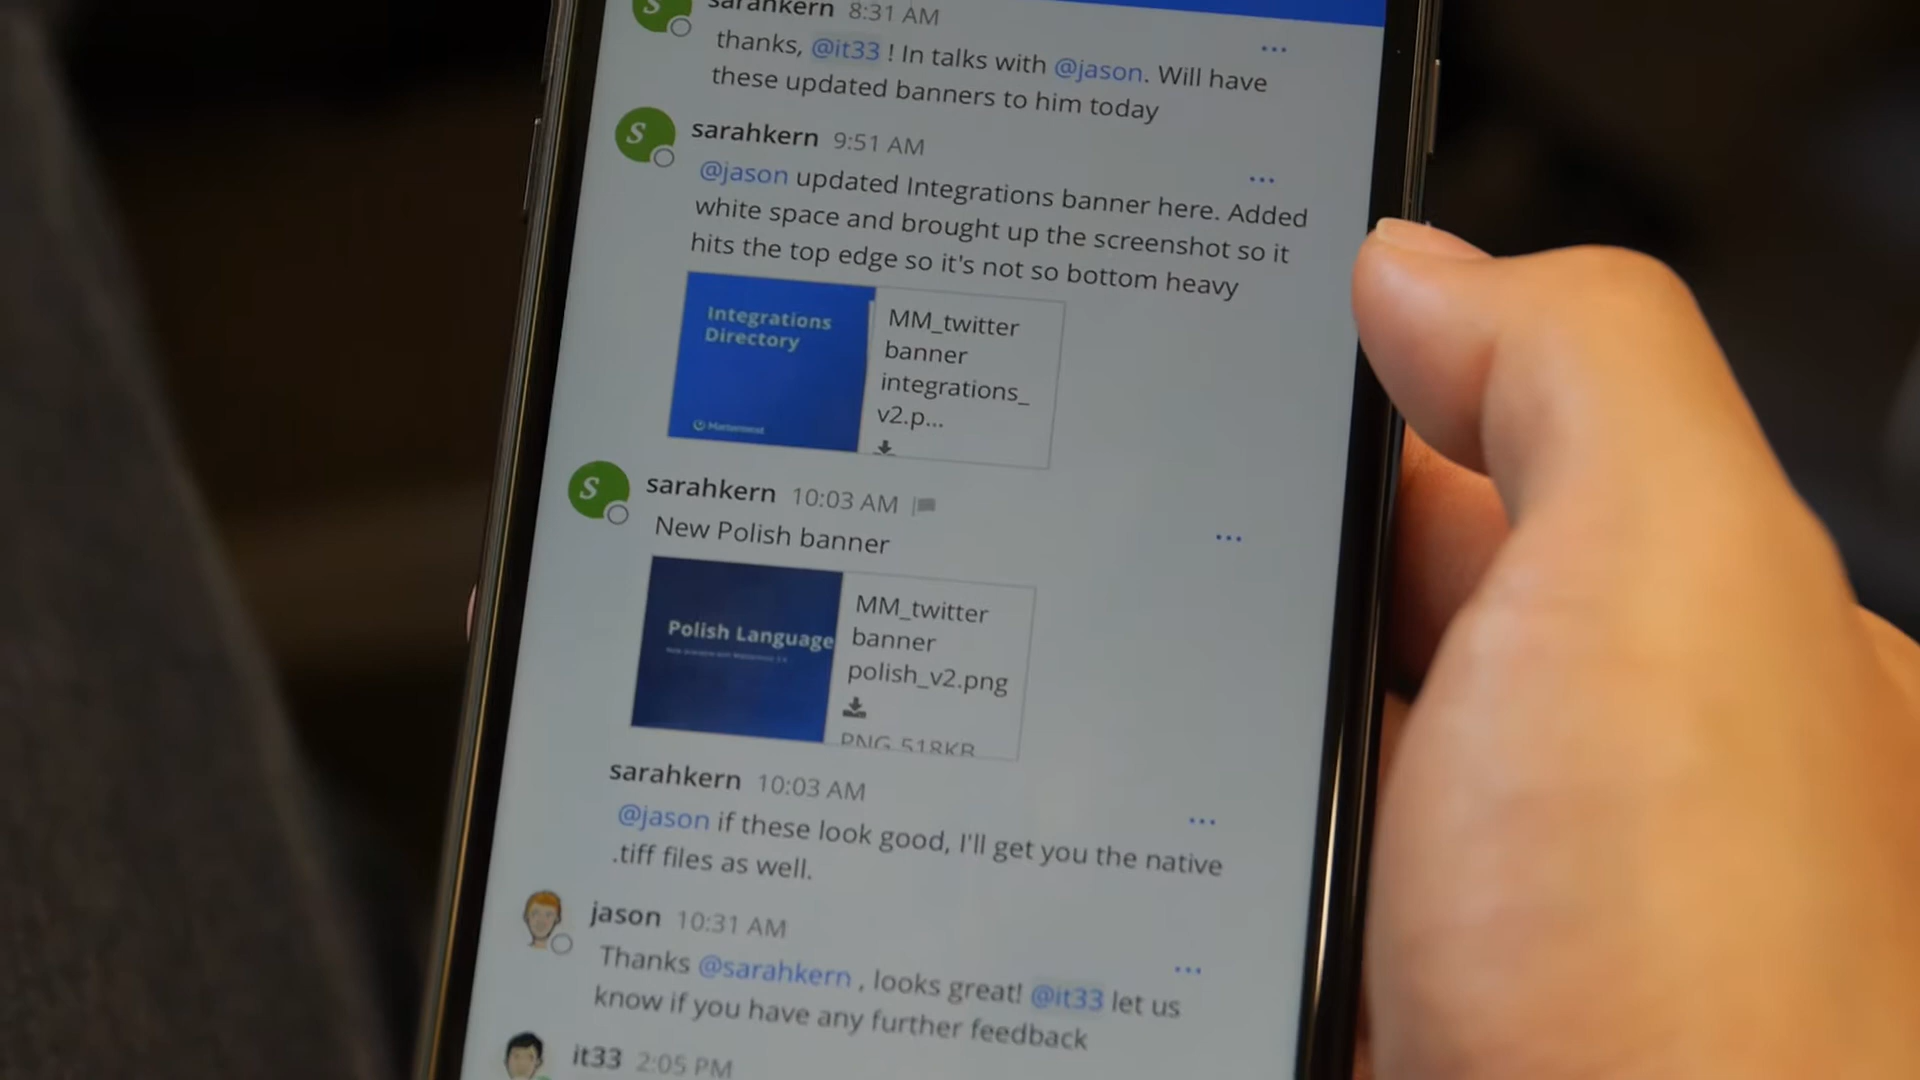 sarahkern 8:31 AM
thanks, @it33 ! In talks with @jason. Will have
these updated banners to him today
S
sarahkern 9:51 AM
@jason updated Integrations banner here. Added
white space and brought up the screenshot so it
hits the top edge so it's not so bottom heavy
Integrations
Directory
Mattermost
MM_twitter
banner
integrations_
v2.p...
S
sarahkern 10:03 AM
New Polish banner
Polish Language
MM_twitter
banner
polish_v2.png
PNG 518KB
sarahkern 10:03 AM
@jason if these look good, I'll get you the native
.tiff files as well.
jason 10:31 AM
Thanks @sarahkern , looks great! @it33 let us
know if you have any further feedback
it33 2:05 PM